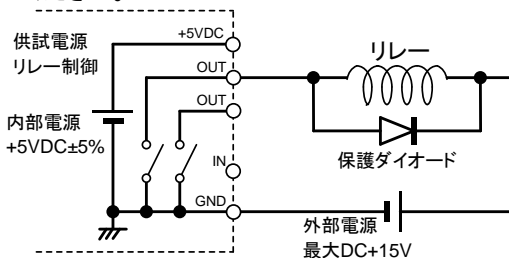 供試電源
リレー制御
+5VDC
OUT
OUT
IN
GND
内部電源
+5VDC±5%
リレー
保護ダイオード
外部電源
最大DC+15V